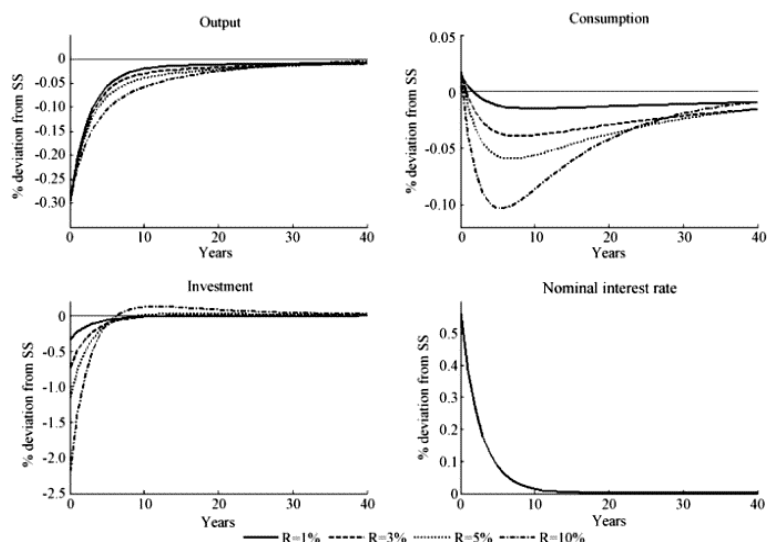 Output
% deviation from SS
0
-0.05
-0.10
-0.15
-0.20
-0.25
-0.30
0 10 20 30 40
Years
Consumption
% deviation from SS
0.05
0
-0.05
-0.10
0 10 20 30 40
Years
Investment
% deviation from SS
0.5
0
-0.5
-1.0
-1.5
-2.0
-2.5
0 10 20 30 40
Years
Nominal interest rate
% deviation from SS
0.5
0.4
0.3
0.2
0.1
0
0 10 20 30 40
Years
R=1% R=3% R=5% R=10%